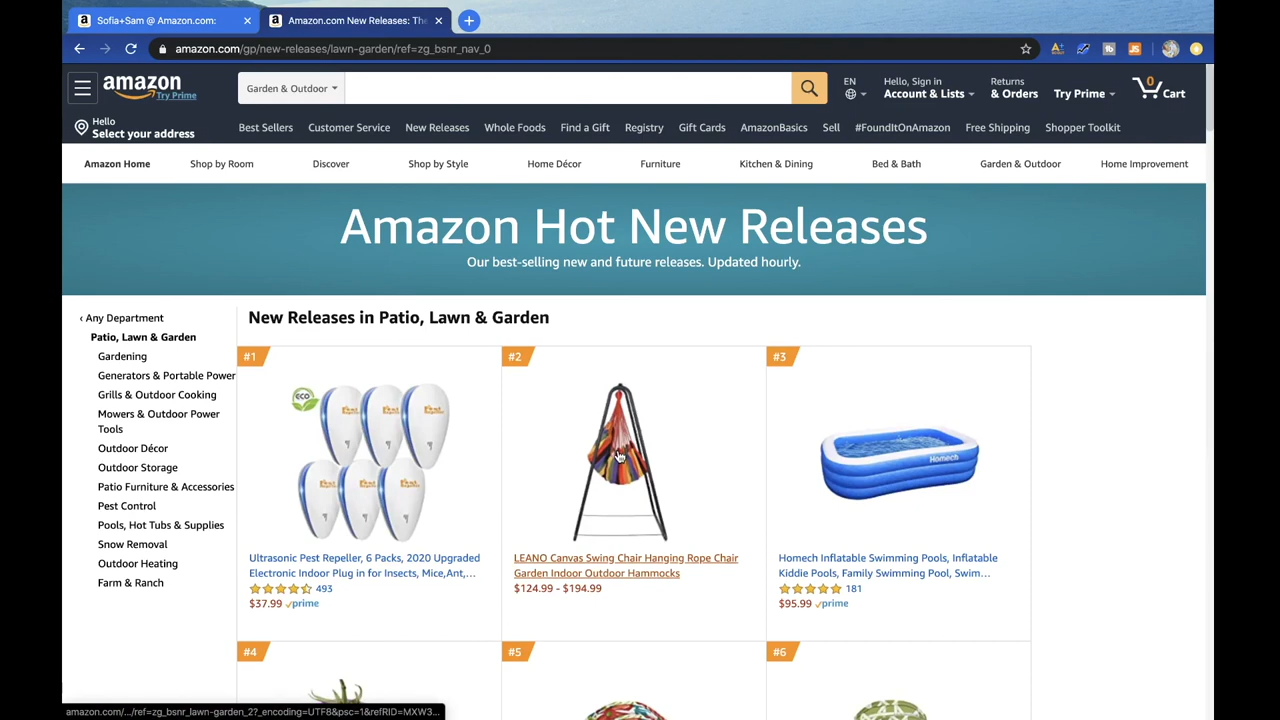 Sofia+Sam @ Amazon.com:
Amazon.com New Releases: The
amazon.com/gp/new-releases/lawn-garden/ref=zg_bsnr_nav_0
amazon
Try Prime
Garden & Outdoor
EN
Hello, Sign in
Account & Lists
Returns
& Orders
Try Prime
0
Cart
Hello
Select your address
Best Sellers Customer Service New Releases Whole Foods Find a Gift Registry Gift Cards AmazonBasics Sell #FoundItOnAmazon Free Shipping Shopper Toolkit
Amazon Home Shop by Room Discover Shop by Style Home Décor Furniture Kitchen & Dining Bed & Bath Garden & Outdoor Home Improvement
Amazon Hot New Releases
Our best-selling new and future releases. Updated hourly.
‹ Any Department
Patio, Lawn & Garden
Gardening
Generators & Portable Power
Grills & Outdoor Cooking
Mowers & Outdoor Power
Tools
Outdoor Décor
Outdoor Storage
Patio Furniture & Accessories
Pest Control
Pools, Hot Tubs & Supplies
Snow Removal
Outdoor Heating
Farm & Ranch
New Releases in Patio, Lawn & Garden
#1
ECO
Ultrasonic Pest Repeller, 6 Packs, 2020 Upgraded
Electronic Indoor Plug in for Insects, Mice,Ant,...
493
$37.99 prime
#2
LEANO Canvas Swing Chair Hanging Rope Chair
Garden Indoor Outdoor Hammocks
$124.99 - $194.99
#3
Homech
Homech Inflatable Swimming Pools, Inflatable
Kiddie Pools, Family Swimming Pool, Swim...
181
$95.99 prime
#4
#5
#6
amazon.com/.../ref=zg_bsnr_lawn-garden_2?_encoding=UTF8&psc=1&refRID=MXW3...